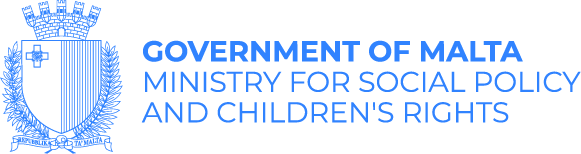 GOVERNMENT OF MALTA
MINISTRY FOR SOCIAL POLICY
AND CHILDREN'S RIGHTS
REPUBBLIKA TA' MALTA